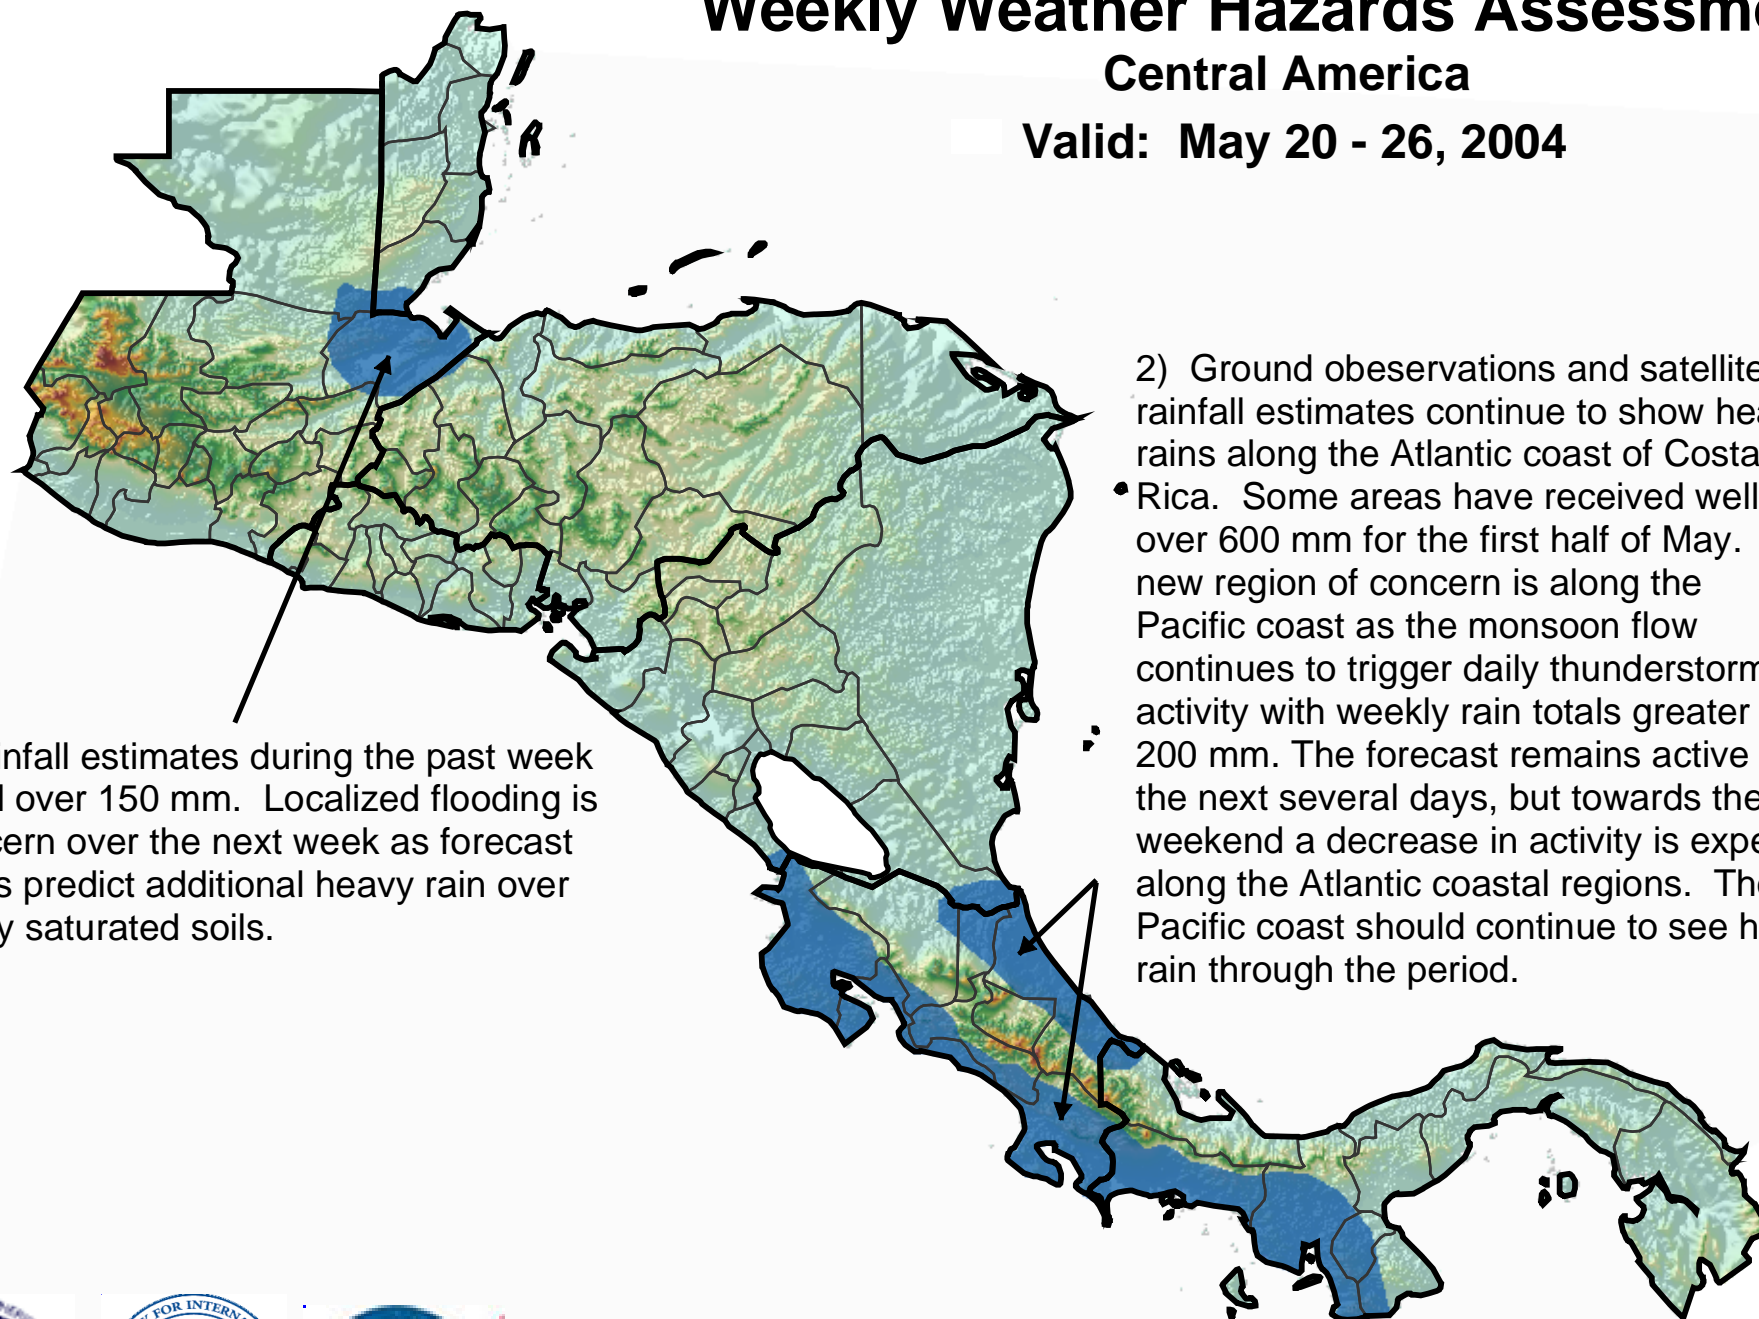 Weekly Weather Hazards
Central America
Valid: May 20 - 26, 2004
2) Ground obeservations and satellite
rainfall estimates continue to show
rains along the Atlantic coast of Costa
Rica. Some areas have received well
over 600 mm for the first half of May.
new region of concern is along the
Pacific coast as the monsoon flow
continues to trigger daily thunderstorm
activity with weekly rain totals greater
200 mm. The forecast remains active
the next several days, but towards the
weekend a decrease in activity is
along the Atlantic coastal regions. The
Pacific coast should continue to see
rain through the period.
estimates during the past week
over 150 mm. Localized flooding is
over the next week as forecast
predict additional heavy rain over
saturated soils.
FOR